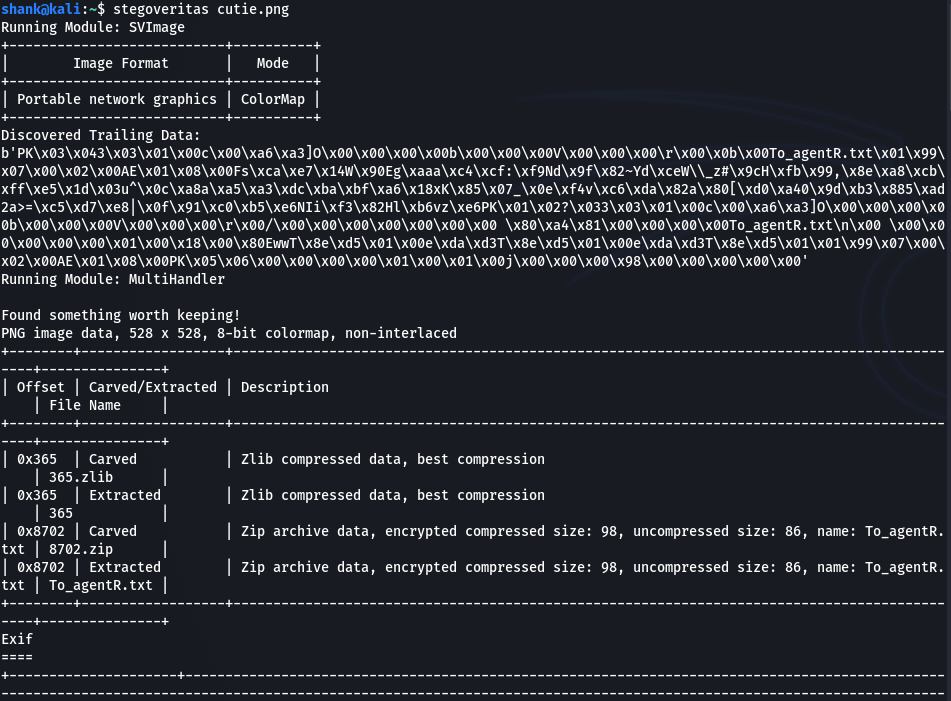 shank@kali:~$ stegoveritas cutie.png
Running Module: SVImage
+---------------------------+----------+
|        Image Format       |   Mode   |
+---------------------------+----------+
| Portable network graphics | ColorMap |
+---------------------------+----------+
Discovered Trailing Data:
b'PK\x03\x043\x03\x01\x00c\x00\xa6\xa3]O\x00\x00\x00\x00b\x00\x00\x00V\x00\x00\x00\r\x00\x0b\x00To_agentR.txt\x01\x99\
x07\x00\x02\x00AE\x01\x08\x00Fs\xca\xe7\x14W\x90Eg\xaaa\xc4\xcf:\xf9Nd\x9f\x82~Yd\xceW\\_z#\x9cH\xfb\x99,\x8e\xa8\xcb\
xff\xe5\x1d\x03u^\x0c\xa8a\xa5\xa3\xdc\xba\xbf\xa6\x18xK\x85\x07_\x0e\xf4v\xc6\xda\x82a\x80[\xd0\xa40\x9d\xb3\x885\xad
2a>=\xc5\xd7\xe8|\x0f\x91\xc0\xb5\xe6NIi\xf3\x82Hl\xb6vz\xe6PK\x01\x02?\x033\x03\x01\x00c\x00\xa6\xa3]O\x00\x00\x00\x0
0b\x00\x00\x00V\x00\x00\x00\r\x00/\x00\x00\x00\x00\x00\x00\x00 \x80\xa4\x81\x00\x00\x00\x00To_agentR.txt\n\x00 \x00\x0
0\x00\x00\x00\x01\x00\x18\x00\x80EwwT\x8e\xd5\x01\x00e\xda\xd3T\x8e\xd5\x01\x00e\xda\xd3T\x8e\xd5\x01\x01\x99\x07\x00\
x02\x00AE\x01\x08\x00PK\x05\x06\x00\x00\x00\x00\x01\x00\x01\x00j\x00\x00\x00\x98\x00\x00\x00\x00\x00'
Running Module: MultiHandler
Found something worth keeping!
PNG image data, 528 x 528, 8-bit colormap, non-interlaced
+--------+-------------------+------------------------------------------------------------------------------------------
----+---------------+
| Offset | Carved/Extracted | Description
    | File Name     |
+--------+-------------------+------------------------------------------------------------------------------------------
----+---------------+
| 0x365  | Carved           | Zlib compressed data, best compression
    | 365.zlib      |
| 0x365  | Extracted        | Zlib compressed data, best compression
    | 365           |
| 0x8702 | Carved           | Zip archive data, encrypted compressed size: 98, uncompressed size: 86, name: To_agentR.
txt | 8702.zip      |
| 0x8702 | Extracted        | Zip archive data, encrypted compressed size: 98, uncompressed size: 86, name: To_agentR.
txt | To_agentR.txt |
+--------+-------------------+------------------------------------------------------------------------------------------
----+---------------+
Exif
====
+---------------------+------------------------------------------------------------------------------------------------
------------------------------------------------------------------------------------------------------------------------